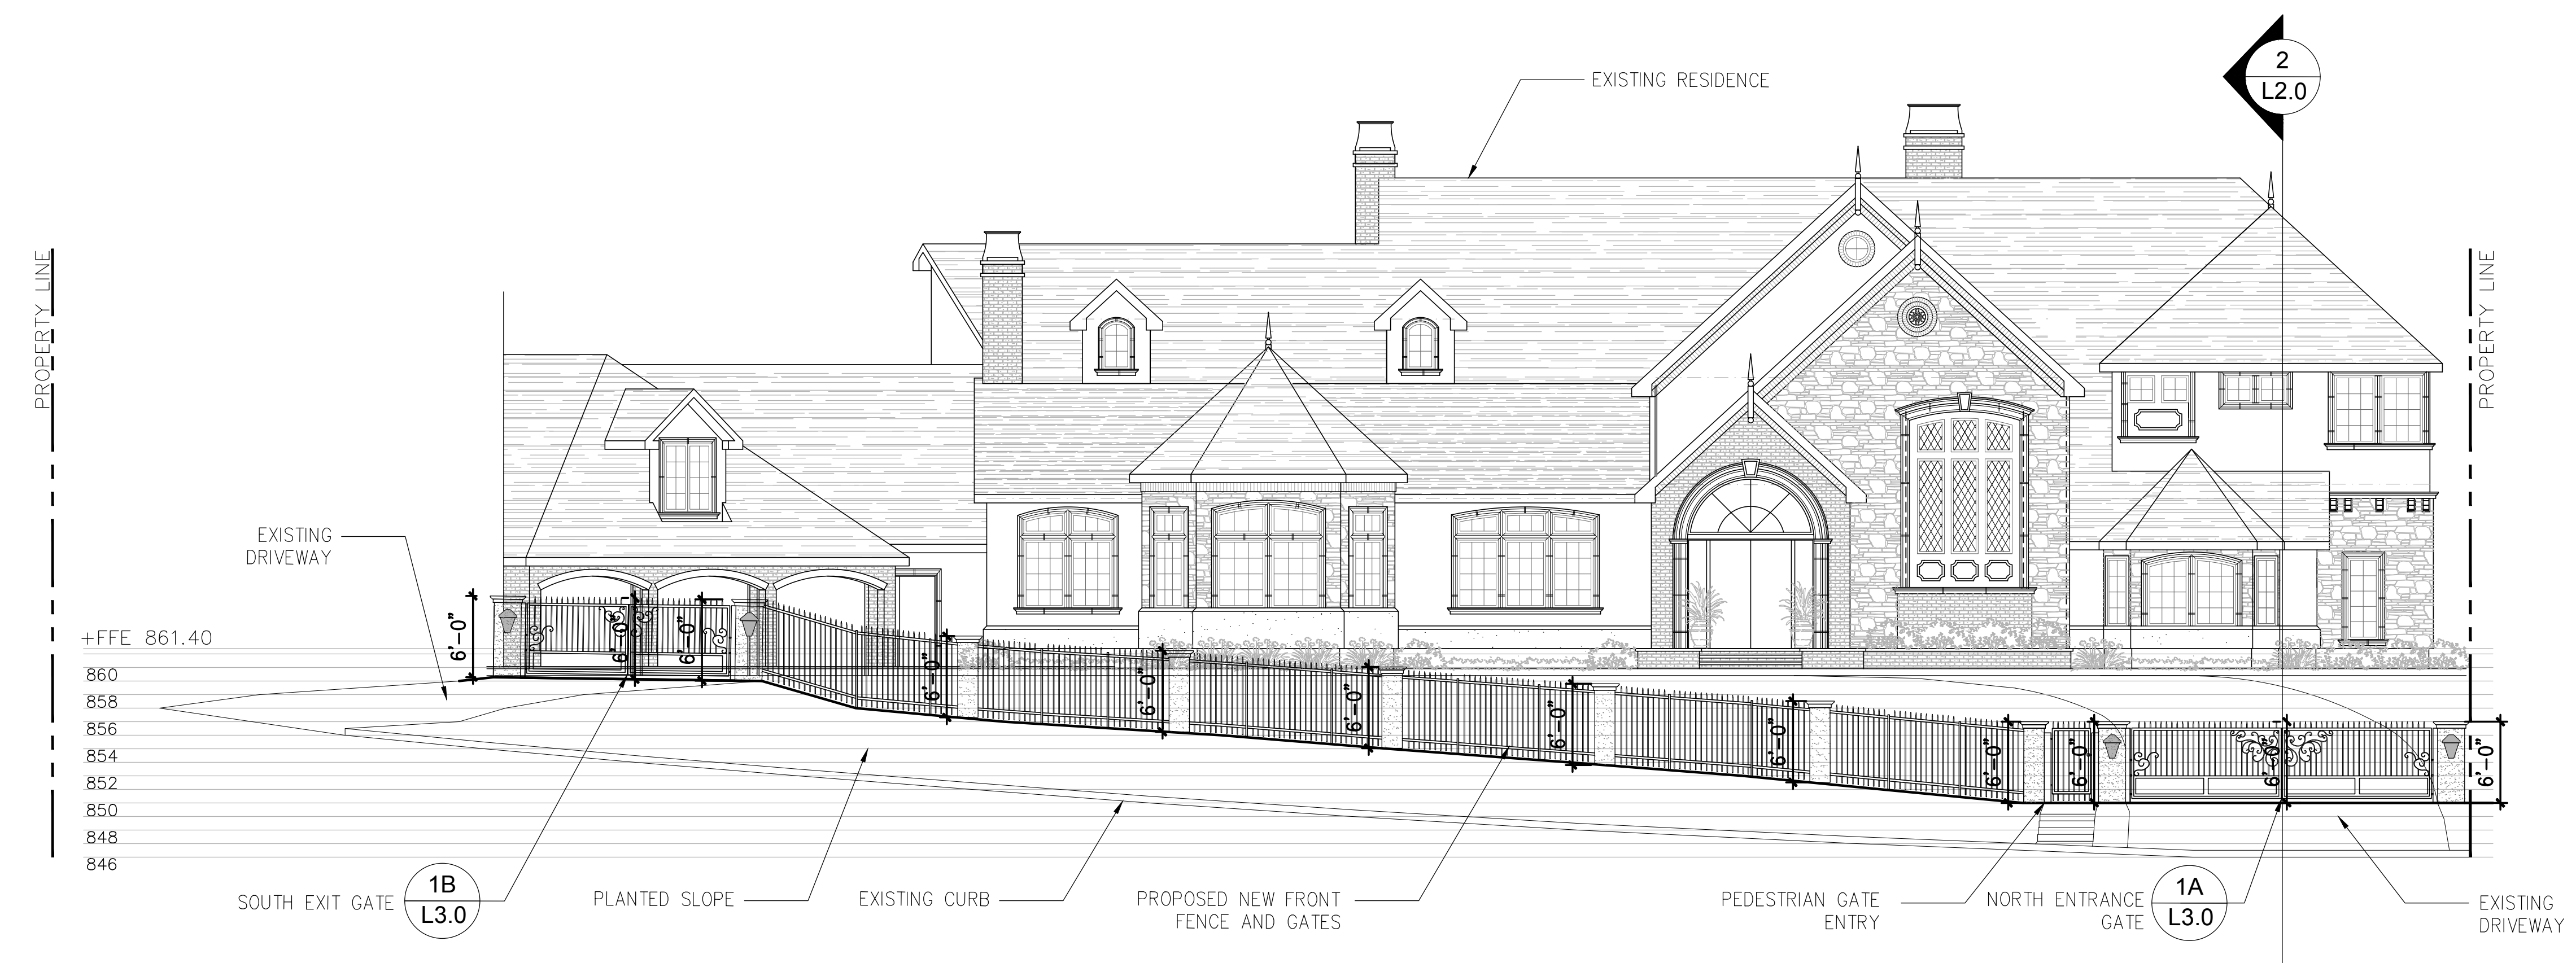 2
L2.0
EXISTING RESIDENCE
PROPERTY LINE
PROPERTY LINE
EXISTING
DRIVEWAY
+FFE 861.40
860
858
856
854
852
850
848
846
6'-0"
6'-0"
6'-0"
6'-0"
6'-0"
6'-0"
6'-0"
6'-0"
6'-0"
6'-0"
6'-0"
6'-0"
SOUTH EXIT GATE
1B
L3.0
PLANTED SLOPE
EXISTING CURB
PROPOSED NEW FRONT
FENCE AND GATES
PEDESTRIAN GATE
ENTRY
NORTH ENTRANCE
GATE
1A
L3.0
EXISTING
DRIVEWAY